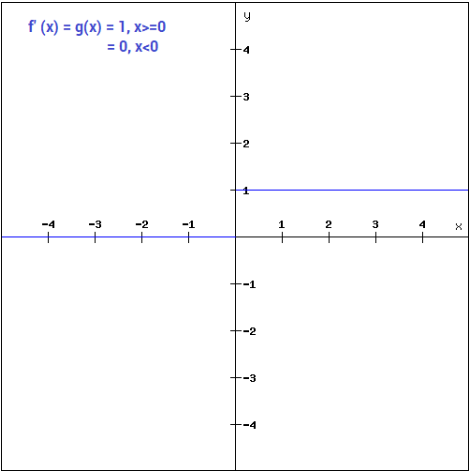 f' (x) = g(x) = 1, x>=0
= 0, x<0
y
4
3
2
1
-4 -3 -2 -1 1 2 3 4 x
-1
-2
-3
-4